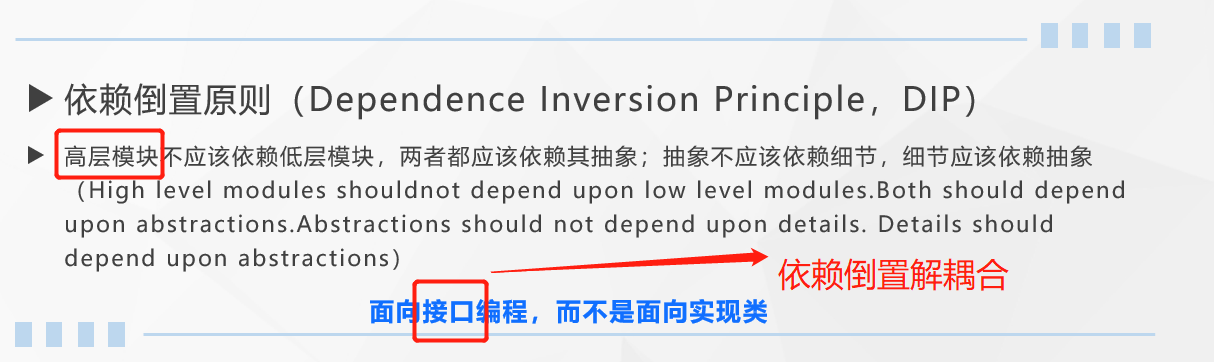 依赖倒置原则（Dependence Inversion Principle，DIP）
高层模块不应该依赖低层模块，两者都应该依赖其抽象；抽象不应该依赖细节，细节应该依赖抽象
（High level modules shouldnot depend upon low level modules.Both should depend
upon abstractions.Abstractions should not depend upon details. Details should
depend upon abstractions）
依赖倒置解耦合
面向接口编程，而不是面向实现类